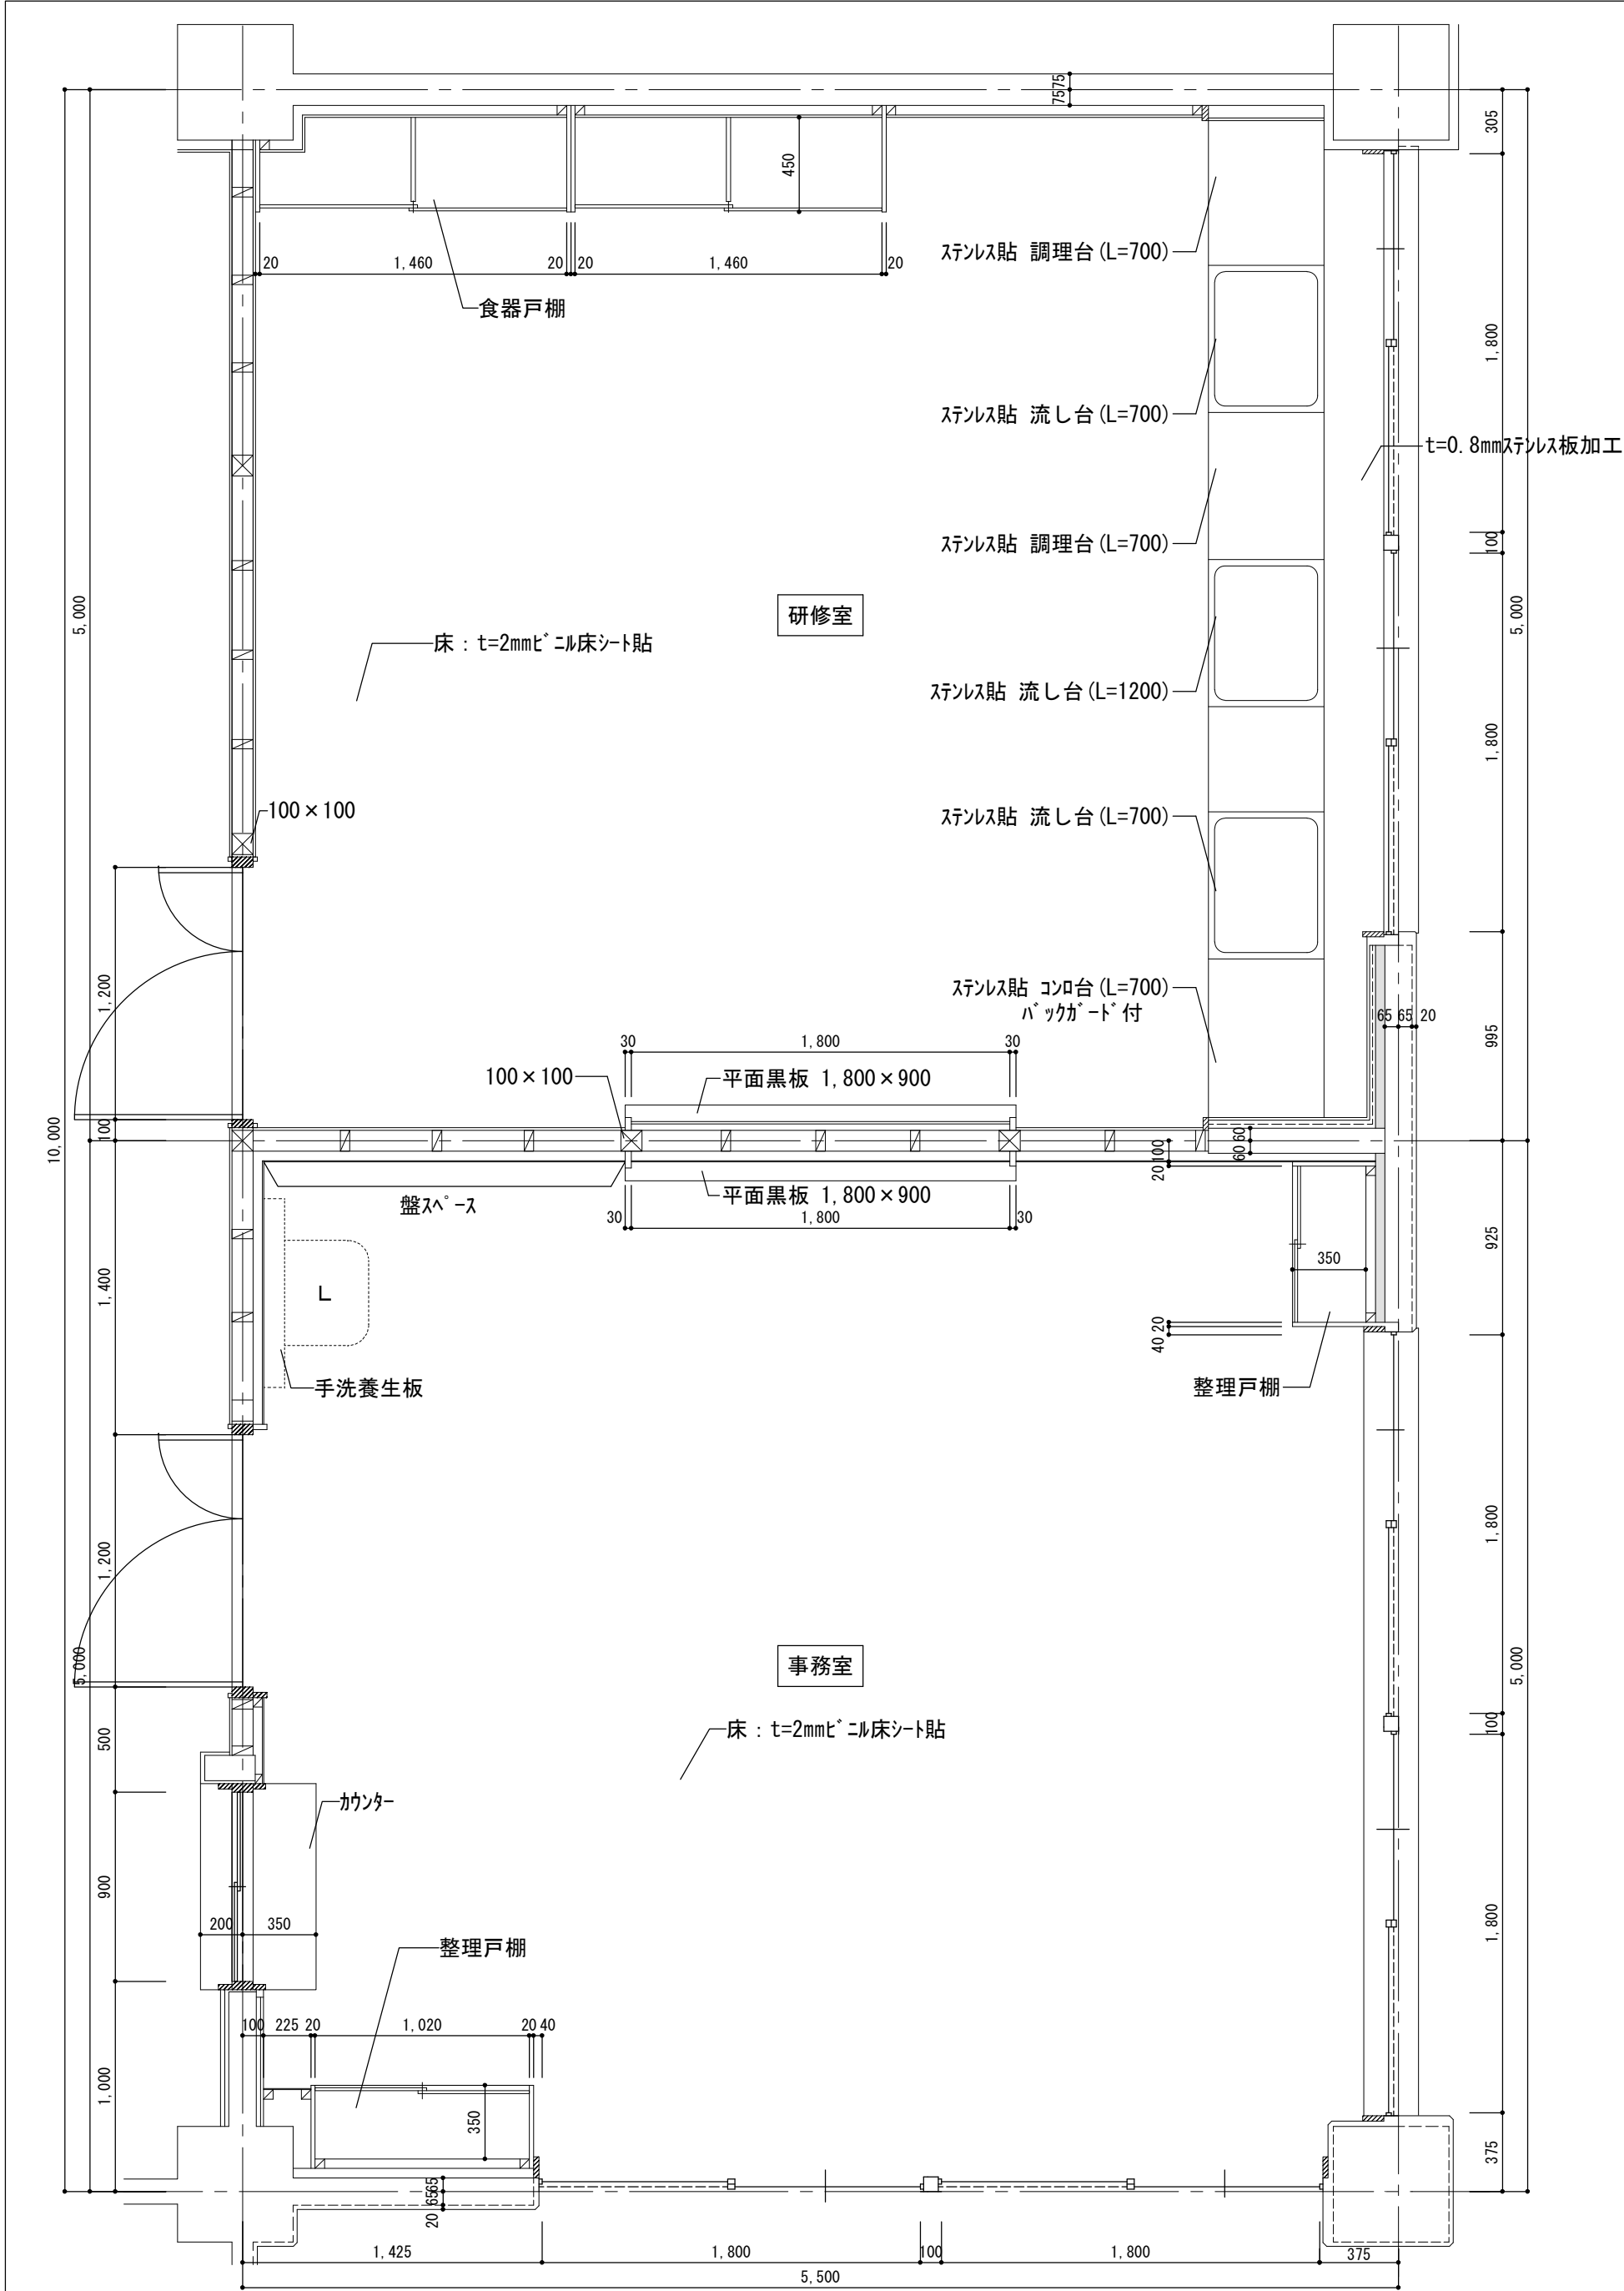 75 75
305
450
ステンレス貼 調理台(L=700)
20 1,460 20 20 1,460 20
食器戸棚
1,800
ステンレス貼 流し台(L=700)
t=0.8mmステンレス板加工
100
ステンレス貼 調理台(L=700)
5,000
研修室
5,000
床：t=2mmビニル床シート貼
ステンレス貼 流し台(L=1200)
1,800
100×100
ステンレス貼 流し台(L=700)
1,200
ステンレス貼 コンロ台(L=700)
バックガード付
65 65 20
995
30 1,800 30
100×100
平面黒板 1,800×900
10,000
100
60 60
20 100
盤スペース
平面黒板 1,800×900
30 1,800 30
925
350
1,400
L
40 20
手洗養生板
整理戸棚
1,800
1,200
5,000
事務室
5,000
床：t=2mmビニル床シート貼
100
500
カウンター
900
200 350
1,800
整理戸棚
100 225 20 1,020 20 40
1,000
350
375
20 65 65
1,425 1,800 100 1,800 375
5,500